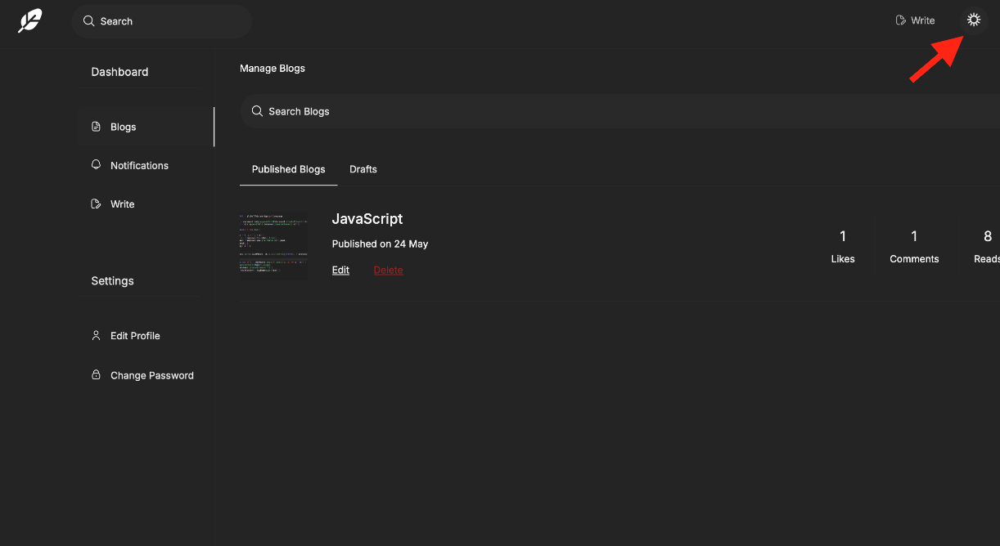 Search
Write
Dashboard
Manage Blogs
Search Blogs
Blogs
Notifications
Write
Published Blogs
Drafts
JavaScript
Published on 24 May
Edit
Delete
1
Likes
1
Comments
8
Reads
Settings
Edit Profile
Change Password